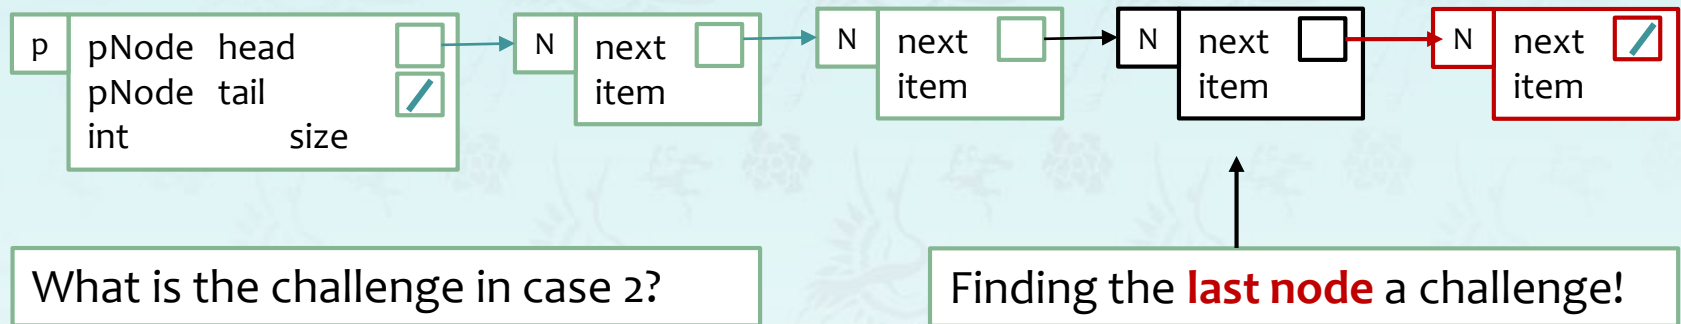 p
pNode head
pNode tail
int size
N
next
item
N
next
item
N
next
item
N
next
item
What is the challenge in case 2?
Finding the last node a challenge!